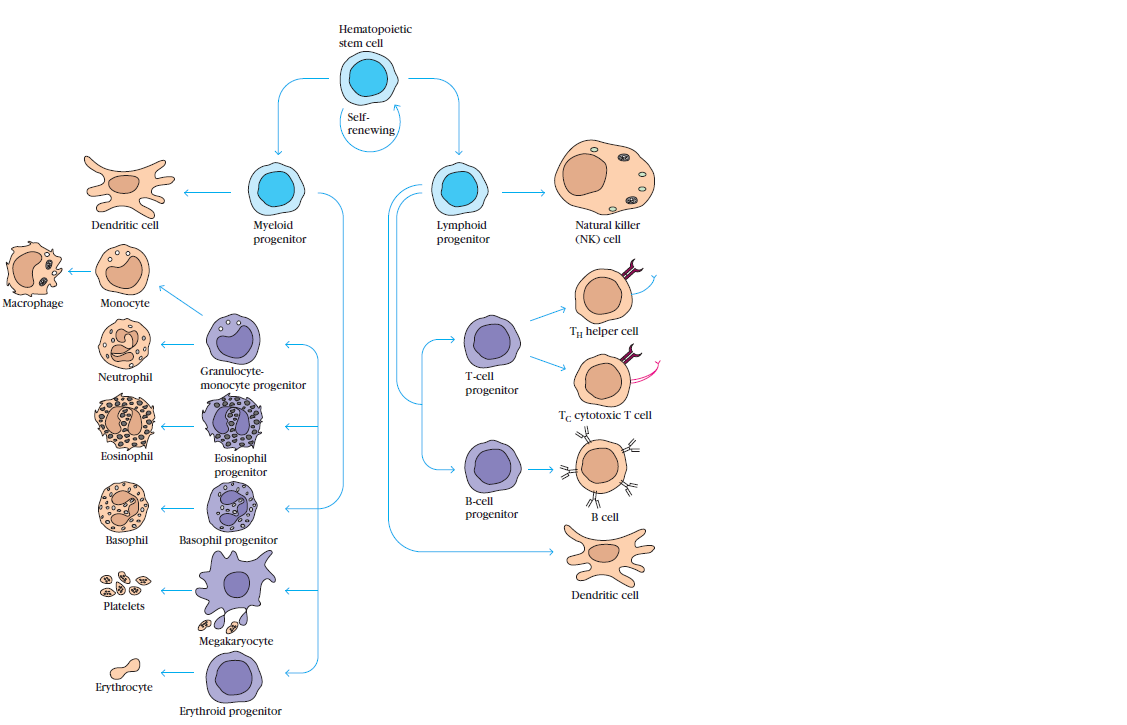 Hematopoietic
stem cell
Self-
renewing
Dendritic cell
Myeloid
progenitor
Lymphoid
progenitor
Natural killer
(NK) cell
Macrophage
Monocyte
TH helper cell
Neutrophil
Granulocyte-
monocyte progenitor
T-cell
progenitor
TC cytotoxic T cell
Eosinophil
Eosinophil
progenitor
B-cell
progenitor
B cell
Basophil
Basophil progenitor
Dendritic cell
Platelets
Megakaryocyte
Erythrocyte
Erythroid progenitor